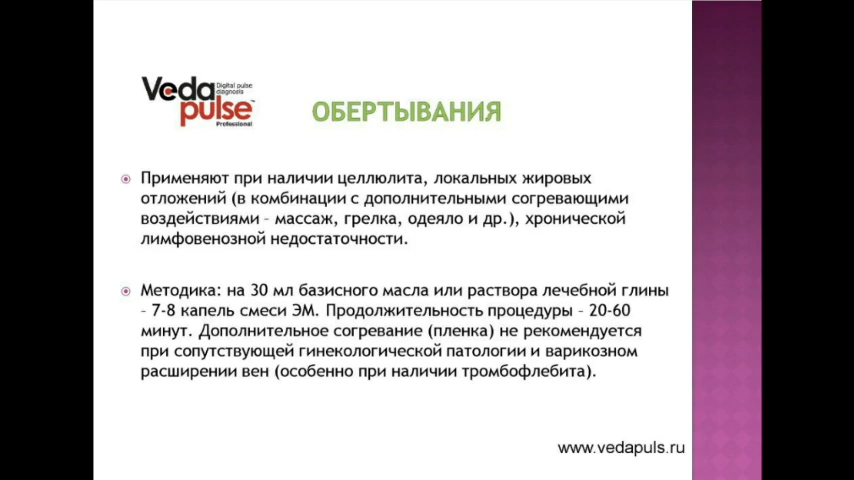 Veda
pulse™
Digital pulse
diagnosis
Professional
ОБЕРТЫВАНИЯ
Применяют при наличии целлюлита, локальных жировых
отложений (в комбинации с дополнительными согревающими
воздействиями – массаж, грелка, одеяло и др.), хронической
лимфовенозной недостаточности.
Методика: на 30 мл базисного масла или раствора лечебной глины
– 7-8 капель смеси ЭМ. Продолжительность процедуры – 20-60
минут. Дополнительное согревание (пленка) не рекомендуется
при сопутствующей гинекологической патологии и варикозном
расширении вен (особенно при наличии тромбофлебита).
www.vedapuls.ru